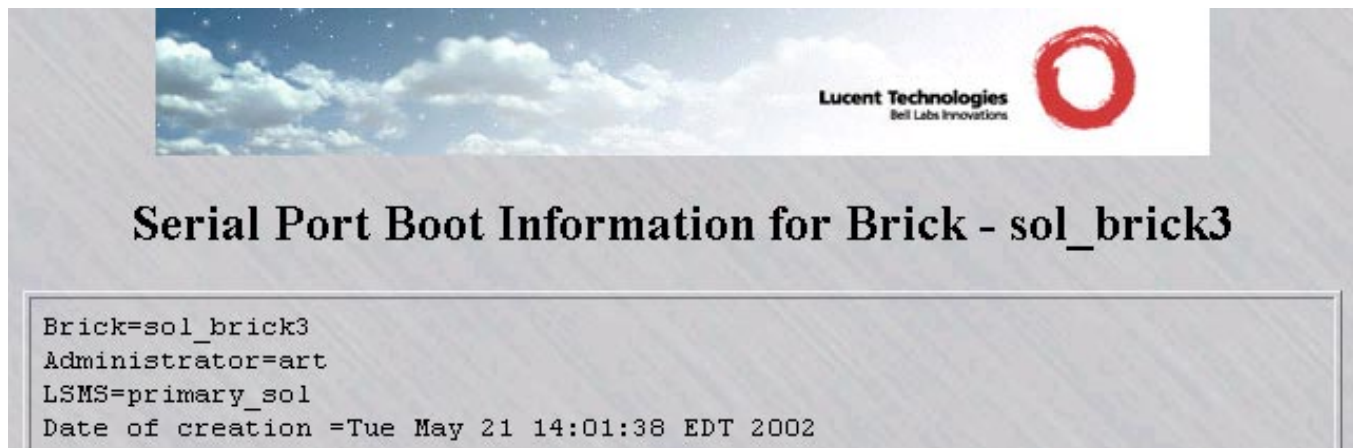 Lucent Technologies
Bell Labs Innovations
Serial Port Boot Information for Brick - sol_brick3
Brick=sol_brick3
Administrator=art
LSMS=primary_sol
Date of creation =Tue May 21 14:01:38 EDT 2002